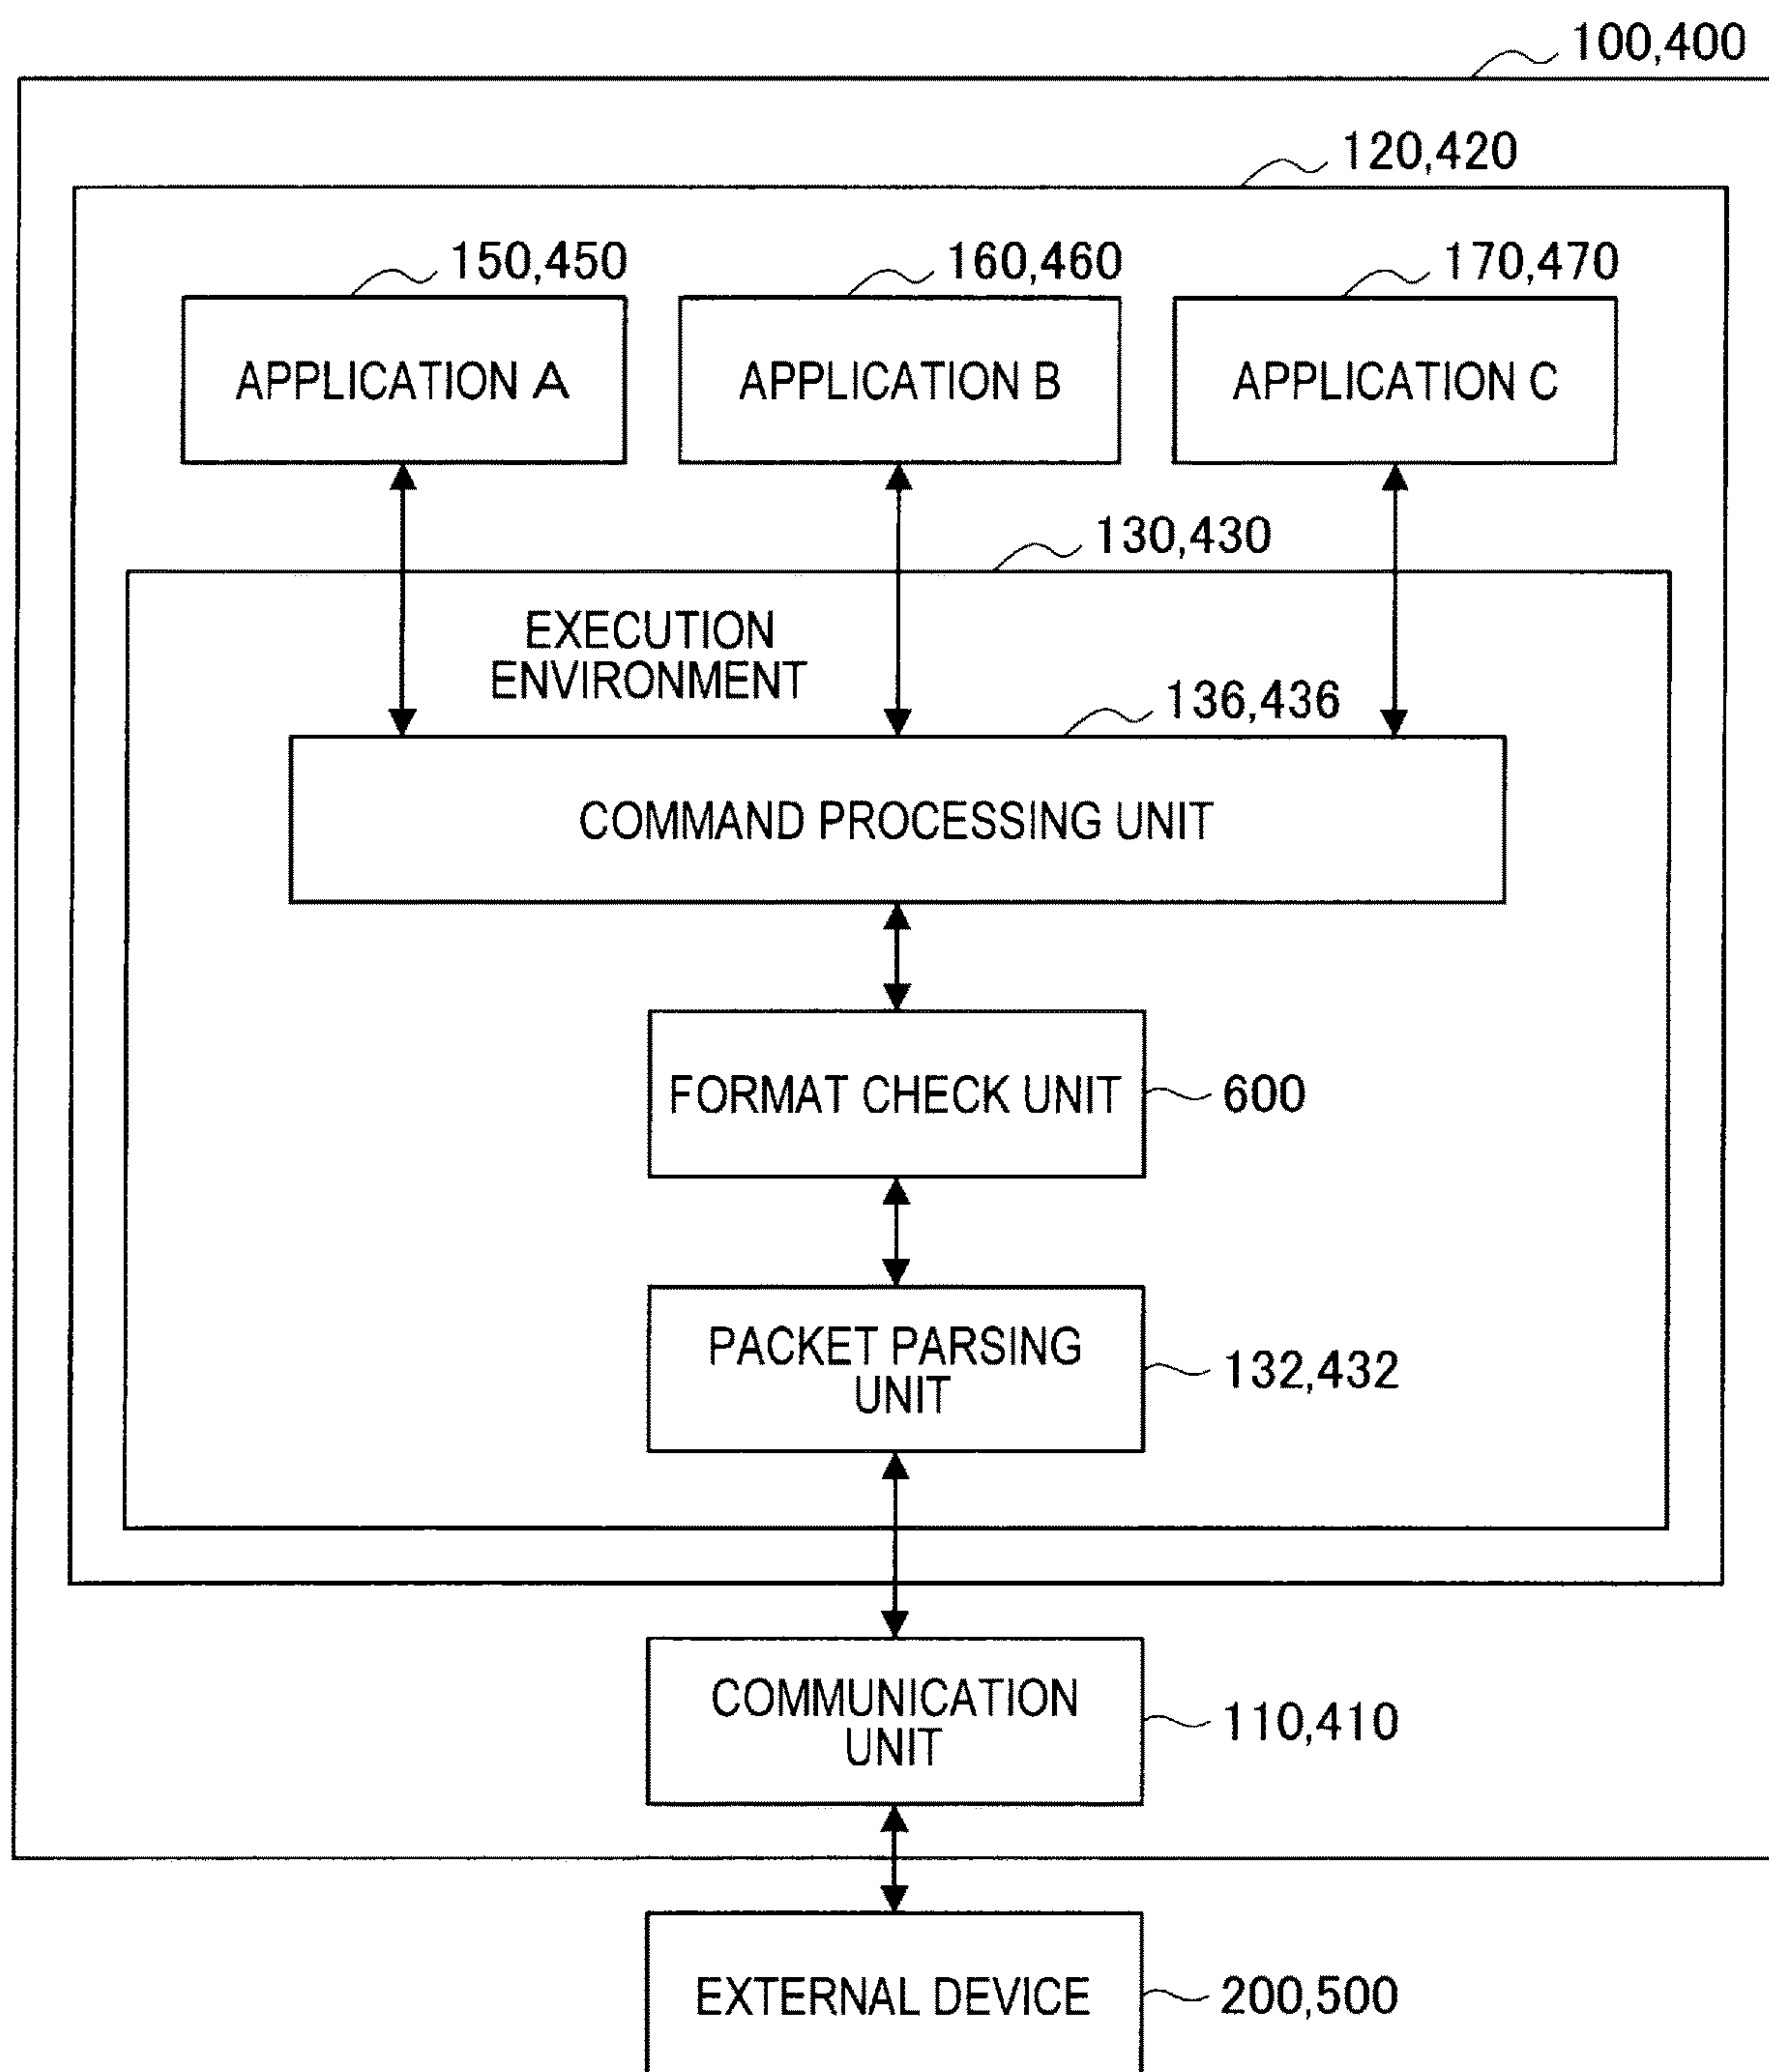 100,400
120,420
150,450
160,460
170,470
APPLICATION A
APPLICATION B
APPLICATION C
130,430
EXECUTION
ENVIRONMENT
136,436
COMMAND PROCESSING UNIT
FORMAT CHECK UNIT
600
PACKET PARSING
UNIT
132,432
COMMUNICATION
UNIT
110,410
EXTERNAL DEVICE
200,500